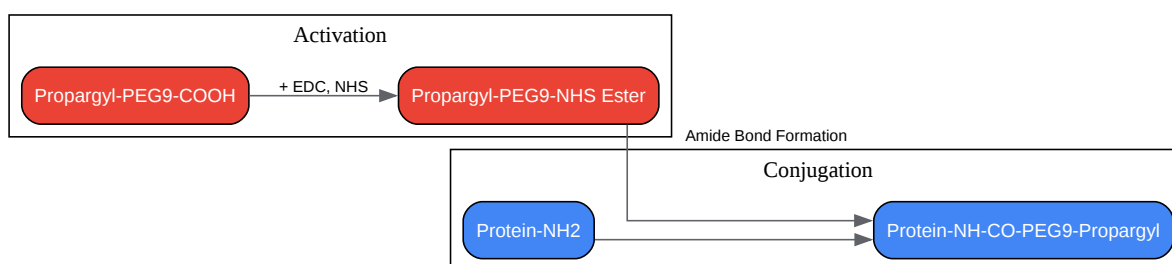 Activation
Propargyl-PEG9-COOH
+ EDC, NHS
Propargyl-PEG9-NHS Ester
Amide Bond Formation
Conjugation
Protein-NH2
Protein-NH-CO-PEG9-Propargyl